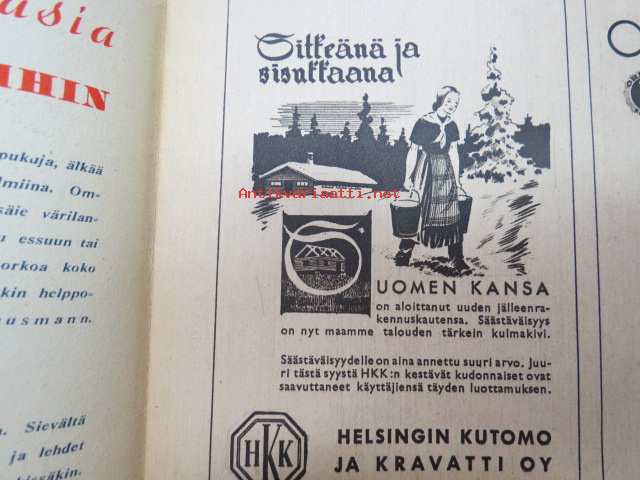 asia
IHIN
pukuja, älkää
lmiina. Om-
säie värilan-
essuun tai
orkoa koko
kin helppo-
usmann.
n. Sievältä
ja lehdet
Sitkeänä ja
sisukkaana
Antikvariaatti.net
S
UOMEN KANSA
on aloittanut uuden jälleenra-
kennuskautensa. Säästäväisyys
on nyt maamme talouden tärkein kulmakivi.
Säästäväisyydelle on aina annettu suuri arvo. Juu-
ri tästä syystä HKK:n kestävät kudonnaiset ovat
saavuttaneet käyttäjiensä täyden luottamuksen.
HKK
HELSINGIN KUTOMO
JA KRAVATTI OY